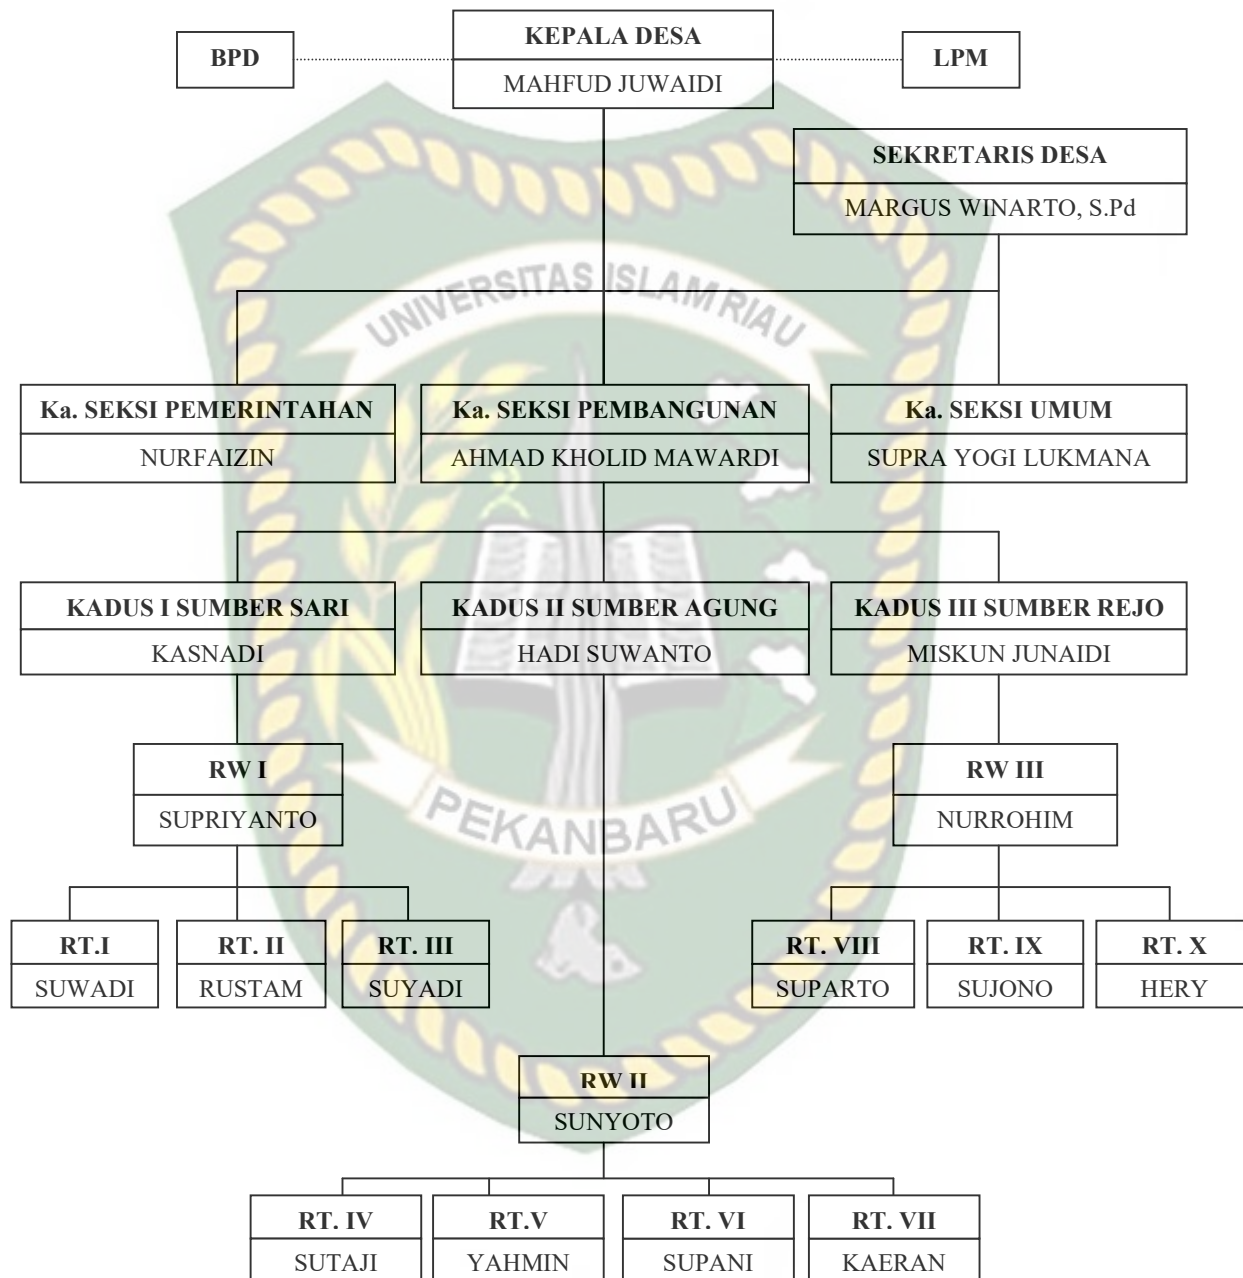 BPD
KEPALA DESA
MAHFUD JUWAIDI
LPM
SEKRETARIS DESA
MARGUS WINARTO, S.Pd
UNIVERSITAS ISLAM RIAU
Ka. SEKSI PEMERINTAHAN
NURFAIZIN
Ka. SEKSI PEMBANGUNAN
AHMAD KHOLID MAWARDI
Ka. SEKSI UMUM
SUPRA YOGI LUKMANA
KADUS I SUMBER SARI
KASNADI
KADUS II SUMBER AGUNG
HADI SUWANTO
KADUS III SUMBER REJO
MISKUN JUNAIDI
RW I
SUPRIYANTO
PEKANBARU
RW III
NURROHIM
RT.I
SUWADI
RT. II
RUSTAM
RT. III
SUYADI
RT. VIII
SUPARTO
RT. IX
SUJONO
RT. X
HERY
RW II
SUNYOTO
RT. IV
SUTAJI
RT.V
YAHMIN
RT. VI
SUPANI
RT. VII
KAERAN